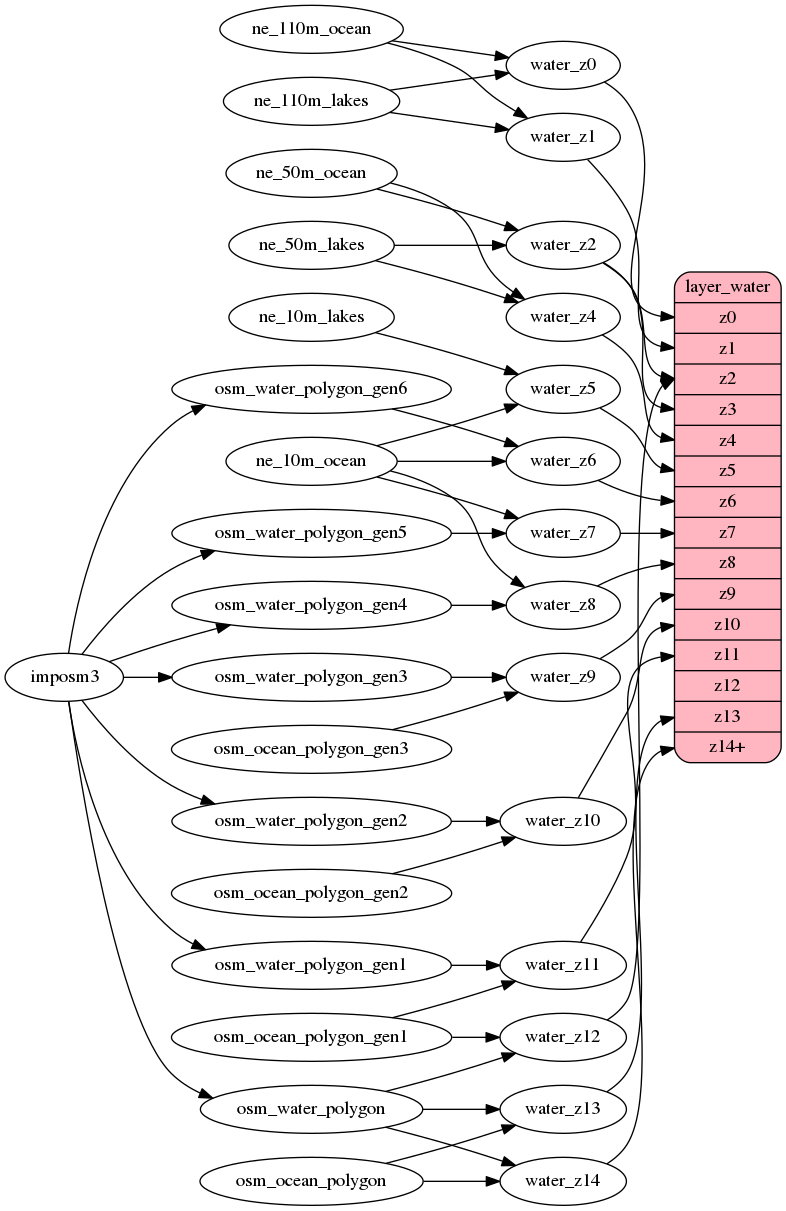 ne_110m_ocean
ne_110m_lakes
ne_50m_ocean
ne_50m_lakes
ne_10m_lakes
osm_water_polygon_gen6
ne_10m_ocean
osm_water_polygon_gen5
osm_water_polygon_gen4
imposm3
osm_water_polygon_gen3
osm_ocean_polygon_gen3
osm_water_polygon_gen2
osm_ocean_polygon_gen2
osm_water_polygon_gen1
osm_ocean_polygon_gen1
osm_water_polygon
osm_ocean_polygon
water_z0
water_z1
water_z2
water_z4
water_z5
water_z6
water_z7
water_z8
water_z9
water_z10
water_z11
water_z12
water_z13
water_z14
layer_water
z0
z1
z2
z3
z4
z5
z6
z7
z8
z9
z10
z11
z12
z13
z14+